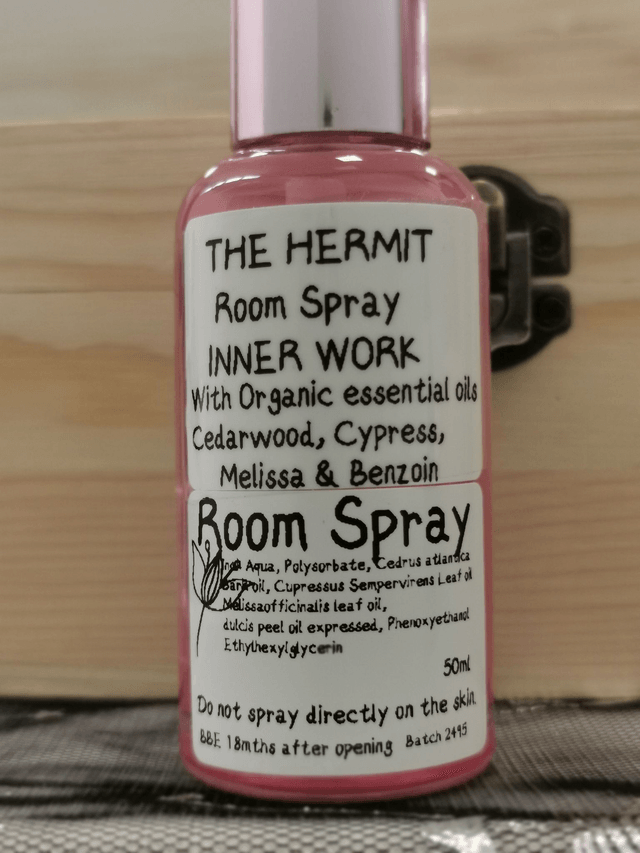 THE HERMIT
Room Spray
INNER WORK
With Organic essential oils
Cedarwood, Cypress,
Melissa & Benzoin
Room Spray
Aqua, Polysorbate, Cedrus atlantica
Bark oil, Cupressus Sempervirens Leaf oil
Melissaofficinalis leaf oil,
dulcis peel oil expressed, Phenoxyethanol
Ethylhexylglycerin
50ml
Do not spray directly on the skin.
BBE 18mths after opening Batch 2495